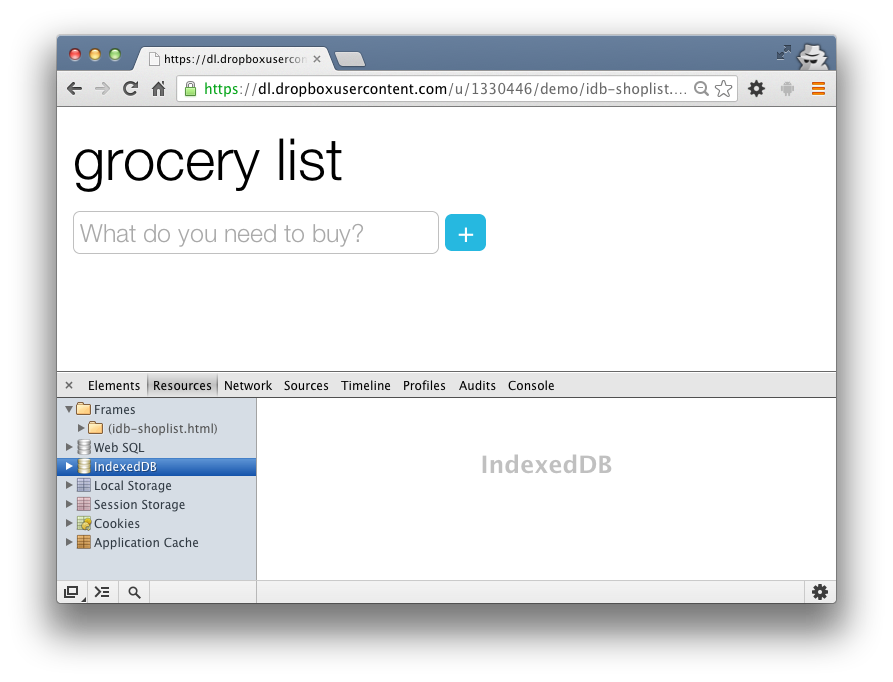 https://dl.dropboxusercon
https://dl.dropboxusercontent.com/u/1330446/demo/idb-shoplist....
grocery list
What do you need to buy?
+
Elements Resources Network Sources Timeline Profiles Audits Console
Frames
(idb-shoplist.html)
Web SQL
IndexedDB
IndexedDB
Local Storage
Session Storage
Cookies
Application Cache